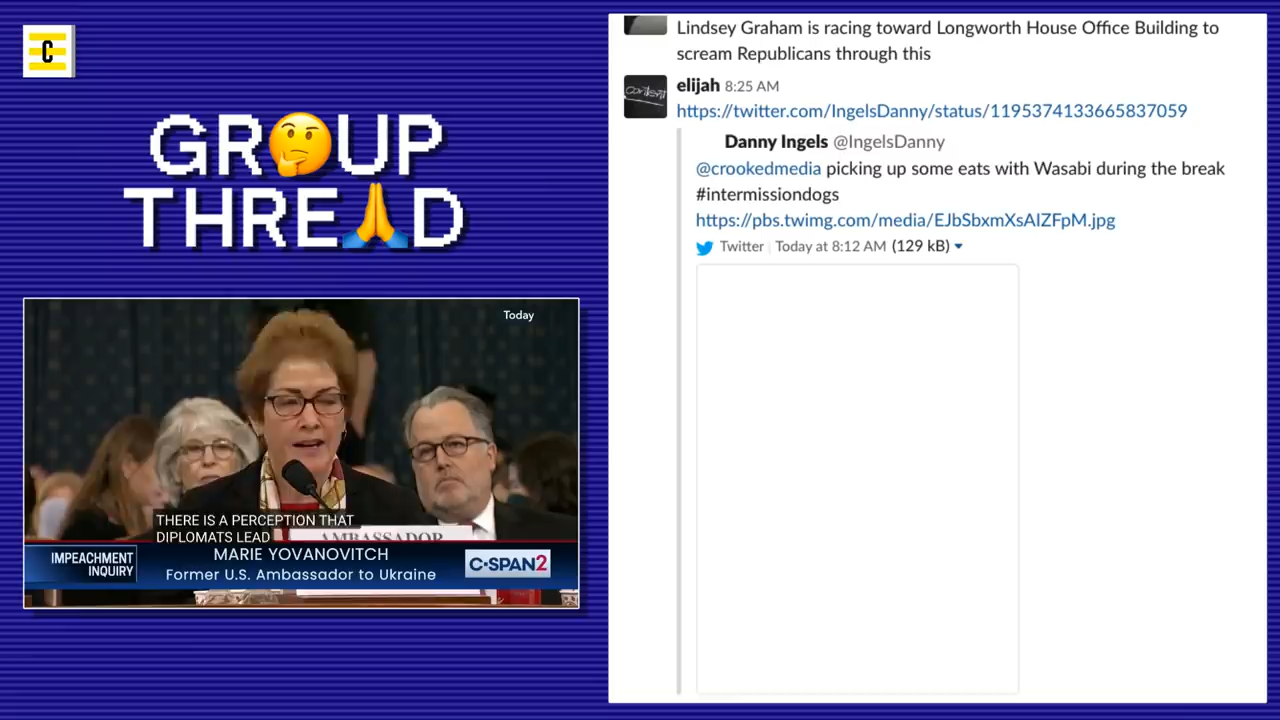 C
GR🤔UP
THRE🙏D
Today
THERE IS A PERCEPTION THAT
DIPLOMATS LEAD
AMBASSADOR
IMPEACHMENT
INQUIRY
MARIE YOVANOVITCH
Former U.S. Ambassador to Ukraine
C-SPAN2
Lindsey Graham is racing toward Longworth House Office Building to
scream Republicans through this
elijah 8:25 AM
content
https://twitter.com/IngelsDanny/status/1195374133665837059
Danny Ingels @IngelsDanny
@crookedmedia picking up some eats with Wasabi during the break
#intermissiondogs
https://pbs.twimg.com/media/EJbSbxmXsAIZFpM.jpg
Twitter | Today at 8:12 AM (129 kB)